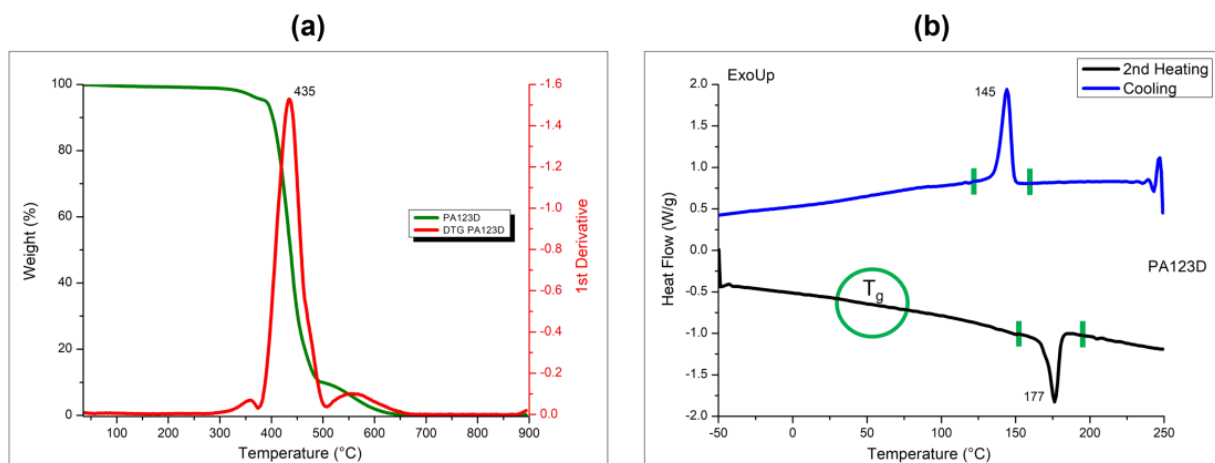 (a)
100
80
60
40
20
0
Weight (%)
435
PA123D
DTG PA123D
-1.6
-1.4
-1.2
-1.0
-0.8
-0.6
-0.4
-0.2
0.0
1st Derivative
100 200 300 400 500 600 700 800 900
Temperature (°C)
(b)
ExoUp
2nd Heating
Cooling
2.0
1.5
1.0
0.5
0.0
-0.5
-1.0
-1.5
-2.0
Heat Flow (W/g)
145
PA123D
Tg
177
-50 0 50 100 150 200 250
Temperature (°C)